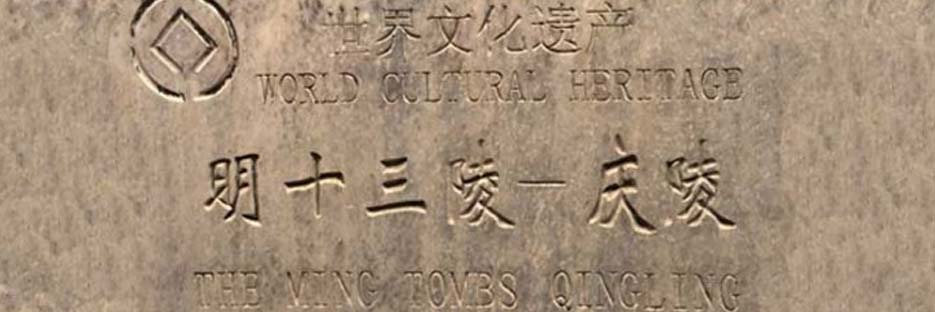 世界文化遗产
WORLD CULTURAL HERITAGE
明十三陵一庆陵
THE MING TOMBS QINGLING